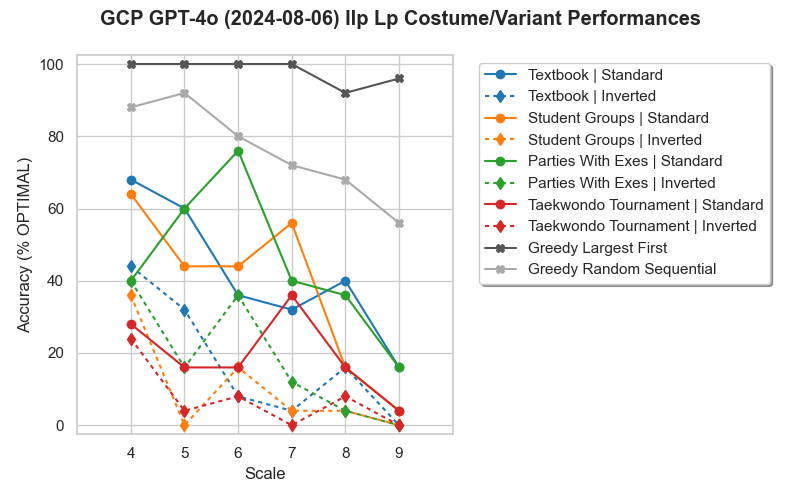 GCP GPT-4o (2024-08-06) Ilp Lp Costume/Variant Performances
Accuracy (% OPTIMAL)
100
80
60
40
20
0
4 5 6 7 8 9
Scale
Textbook | Standard
Textbook | Inverted
Student Groups | Standard
Student Groups | Inverted
Parties With Exes | Standard
Parties With Exes | Inverted
Taekwondo Tournament | Standard
Taekwondo Tournament | Inverted
Greedy Largest First
Greedy Random Sequential